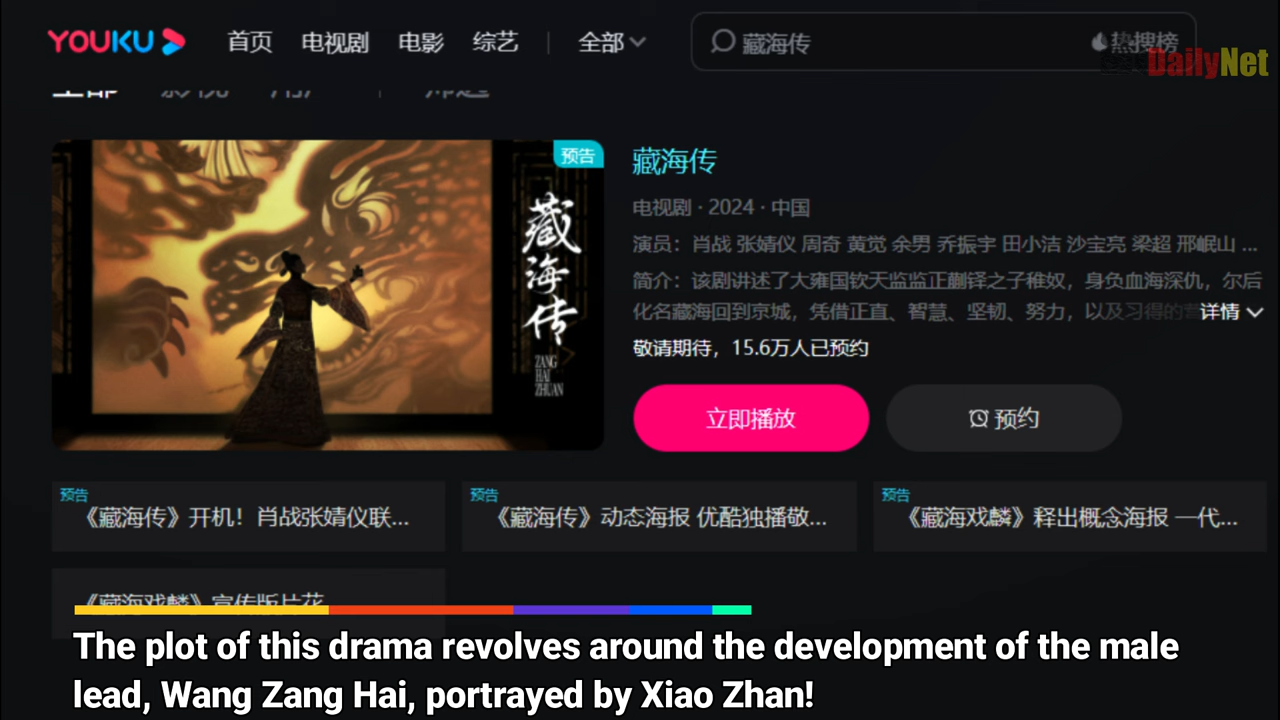 YOUKU 首页 电视剧 电影 综艺 全部 藏海传 热搜榜
DailyNet
预告
藏海传
ZANG
HAI
ZHUAN
藏海传
电视剧 · 2024 · 中国
演员：肖战 张婧仪 周奇 黄觉 余男 乔振宇 田小洁 沙宝亮 梁超 邢岷山 ...
简介：该剧讲述了大雍国钦天监监正蒯铎之子稚奴，身负血海深仇，尔后
化名藏海回到京城，凭借正直、智慧、坚韧、努力，以及习得的 详情
敬请期待，15.6万人已预约
立即播放 预约
预告 预告 预告
《藏海传》开机！肖战张婧仪联... 《藏海传》动态海报 优酷独播敬... 《藏海戏麟》释出概念海报 一代...
《藏海戏麟》宣传版片花
The plot of this drama revolves around the development of the male
lead, Wang Zang Hai, portrayed by Xiao Zhan!